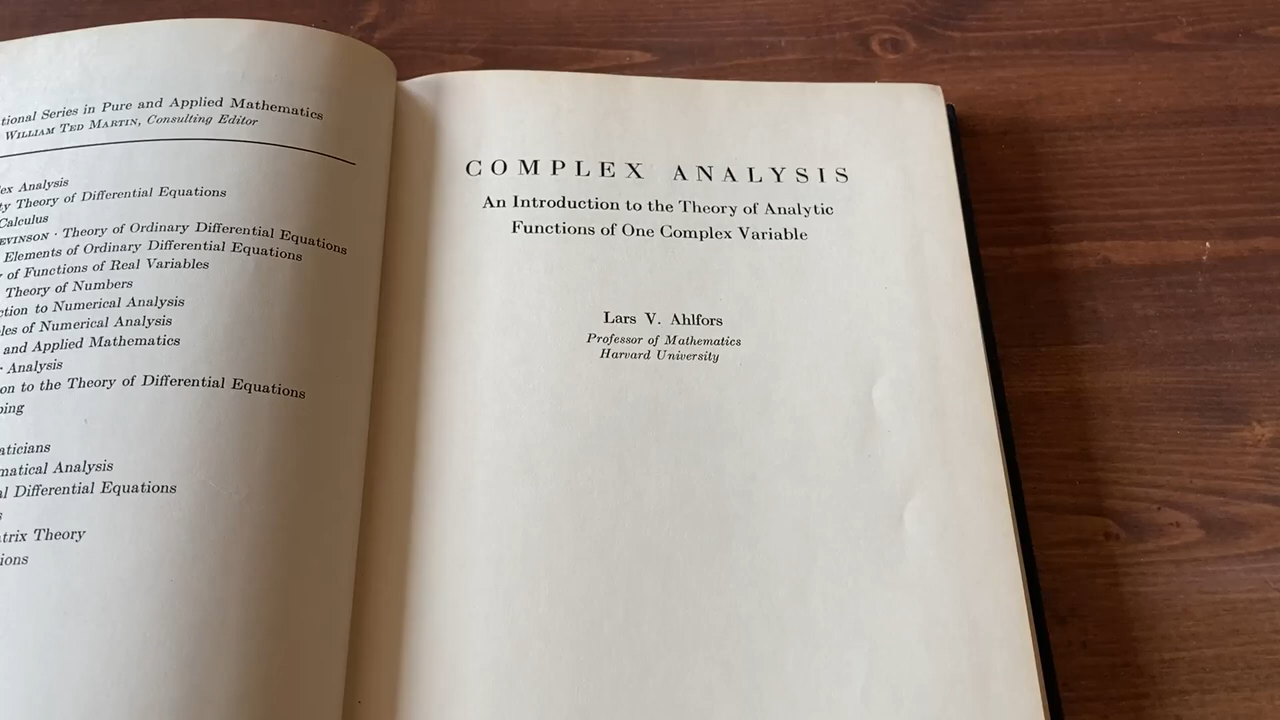 tional Series in Pure and Applied Mathematics
WILLIAM TED MARTIN, Consulting Editor
ex Analysis
ty Theory of Differential Equations
Calculus
EVINSON · Theory of Ordinary Differential Equations
Elements of Ordinary Differential Equations
of Functions of Real Variables
Theory of Numbers
ction to Numerical Analysis
les of Numerical Analysis
and Applied Mathematics
· Analysis
on to the Theory of Differential Equations
ping
aticians
matical Analysis
al Differential Equations
s
trix Theory
ions
COMPLEX ANALYSIS
An Introduction to the Theory of Analytic
Functions of One Complex Variable
Lars V. Ahlfors
Professor of Mathematics
Harvard University